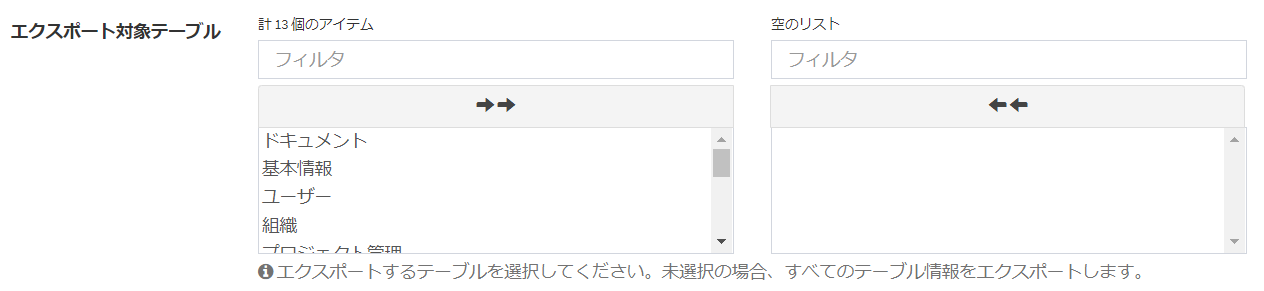 エクスポート対象テーブル
計 13 個のアイテム
フィルタ
ドキュメント
基本情報
ユーザー
組織
プロジェクト管理
空のリスト
フィルタ
エクスポートするテーブルを選択してください。未選択の場合、すべてのテーブル情報をエクスポートします。